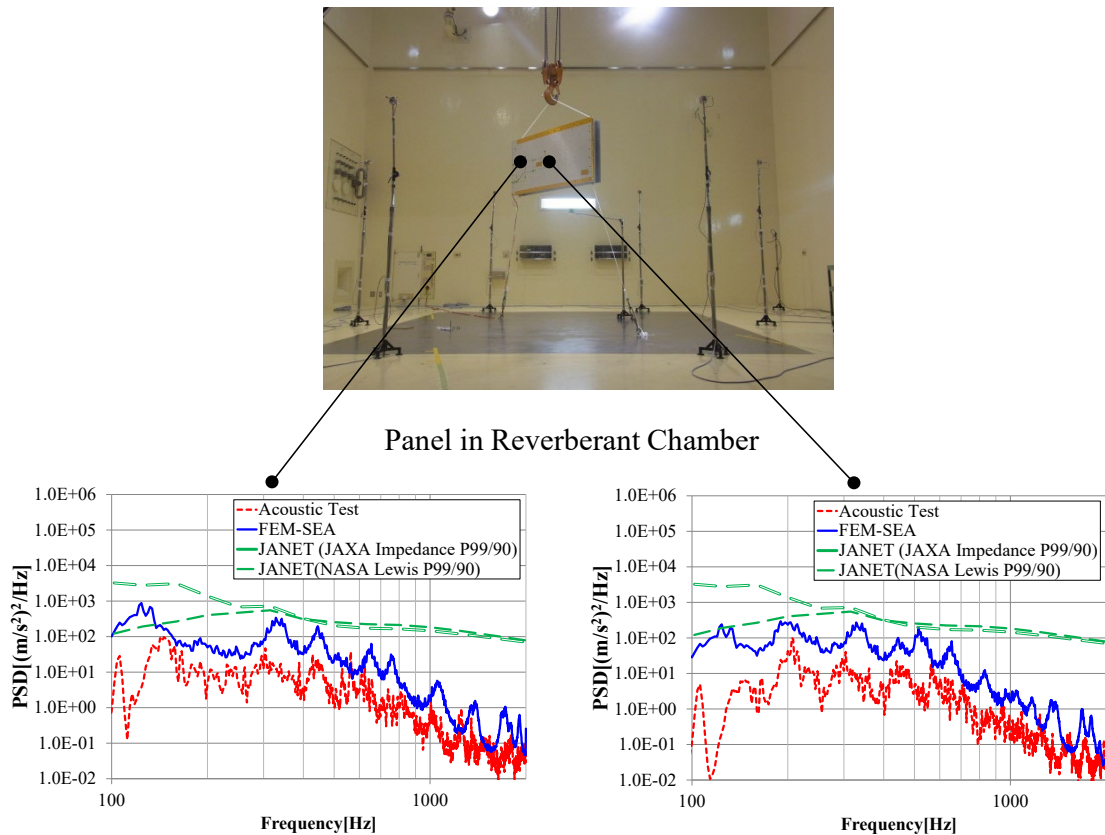 Panel in Reverberant Chamber
1.0E+06
1.0E+05
1.0E+04
1.0E+03
1.0E+02
1.0E+01
1.0E+00
1.0E-01
1.0E-02
PSD[(m/s²)²/Hz]
Acoustic Test
FEM-SEA
JANET (JAXA Impedance P99/90)
JANET(NASA Lewis P99/90)
100
1000
Frequency[Hz]
1.0E+06
1.0E+05
1.0E+04
1.0E+03
1.0E+02
1.0E+01
1.0E+00
1.0E-01
1.0E-02
PSD[(m/s²)²/Hz]
Acoustic Test
FEM-SEA
JANET (JAXA Impedance P99/90)
JANET(NASA Lewis P99/90)
100
1000
Frequency[Hz]